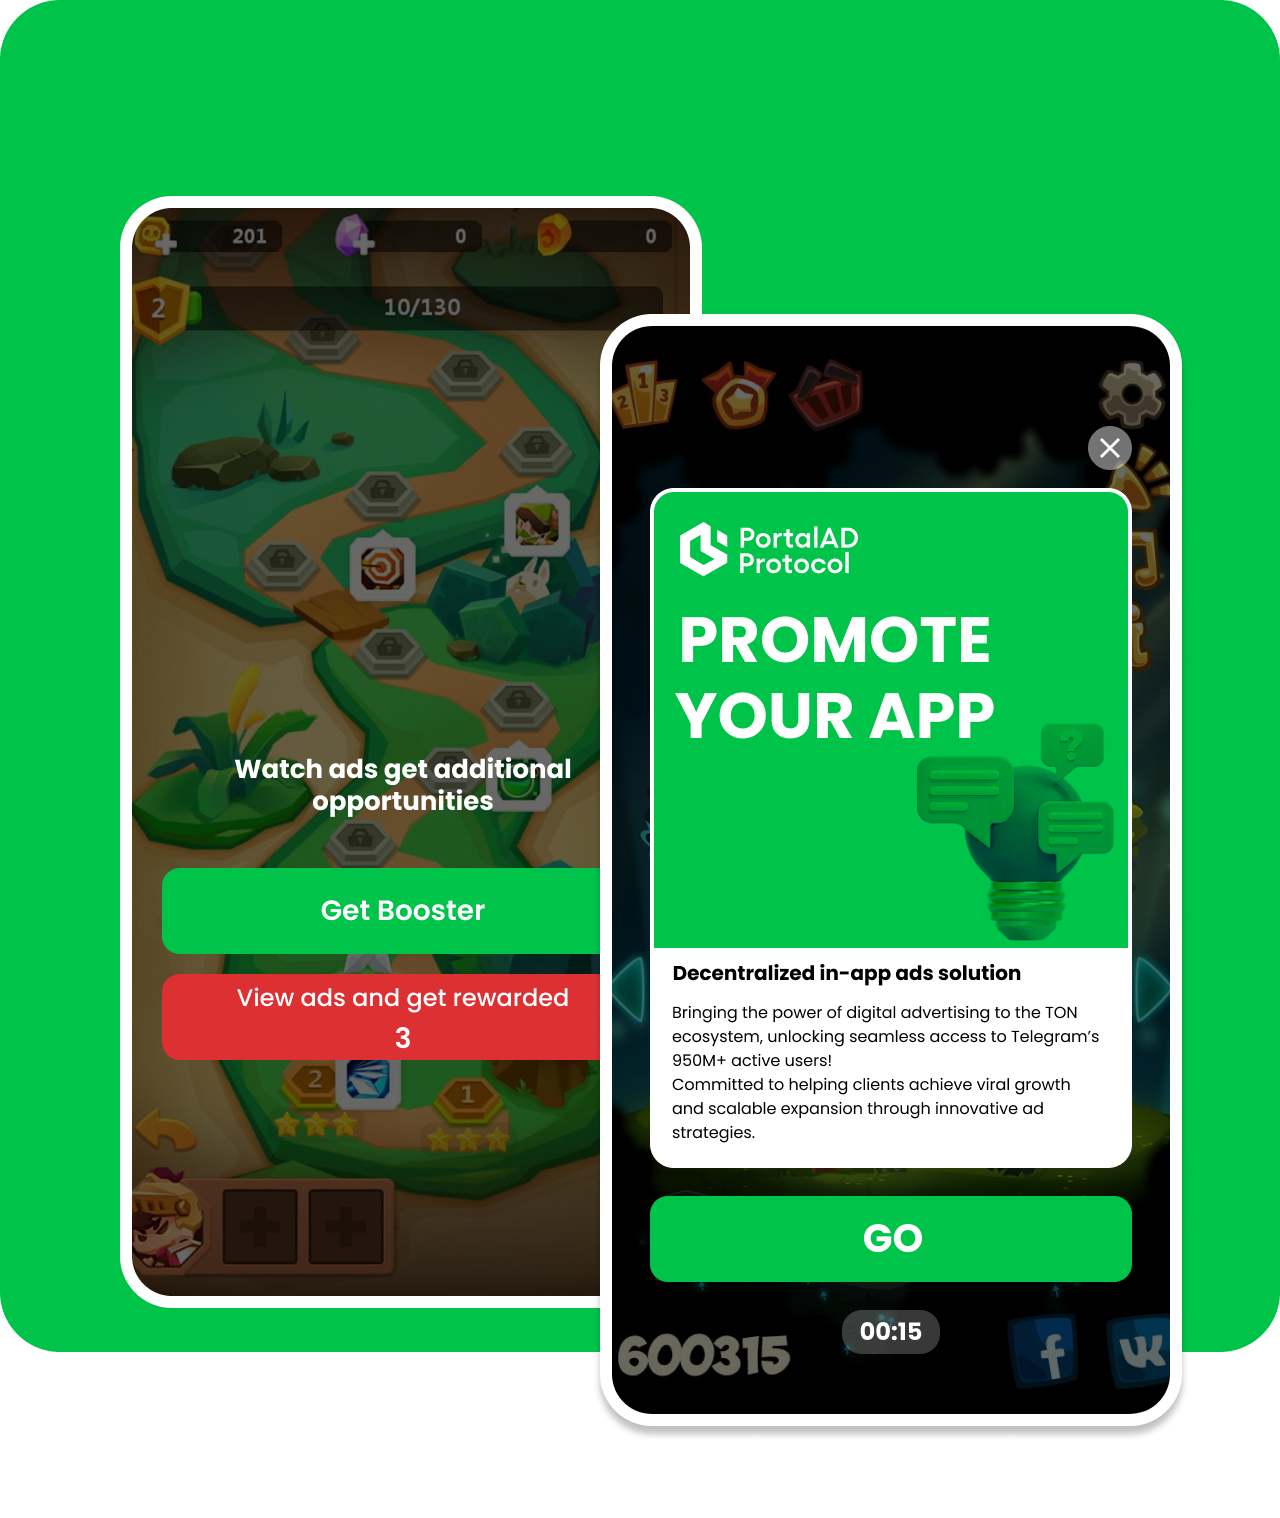 201
0
0
2
10/130
Watch ads get additional
opportunities
Get Booster
View ads and get rewarded
3
2
1
1
2
3
PortalAD
Protocol
PROMOTE
YOUR APP
?
Decentralized in-app ads solution
Bringing the power of digital advertising to the TON
ecosystem, unlocking seamless access to Telegram’s
950M+ active users!
Committed to helping clients achieve viral growth
and scalable expansion through innovative ad
strategies.
GO
00:15
600315
f